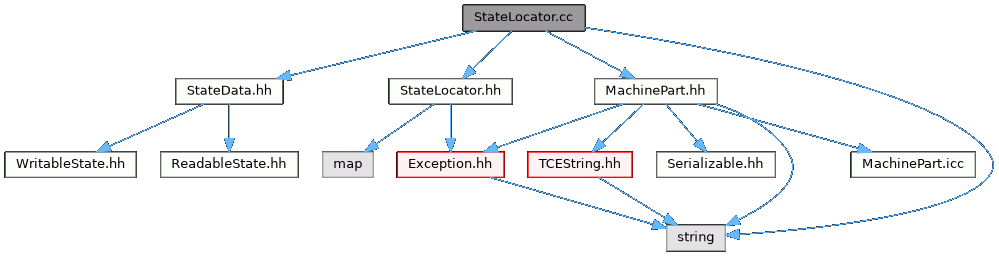 StateLocator.cc
StateData.hh
StateLocator.hh
MachinePart.hh
WritableState.hh
ReadableState.hh
map
Exception.hh
TCEString.hh
Serializable.hh
MachinePart.icc
string